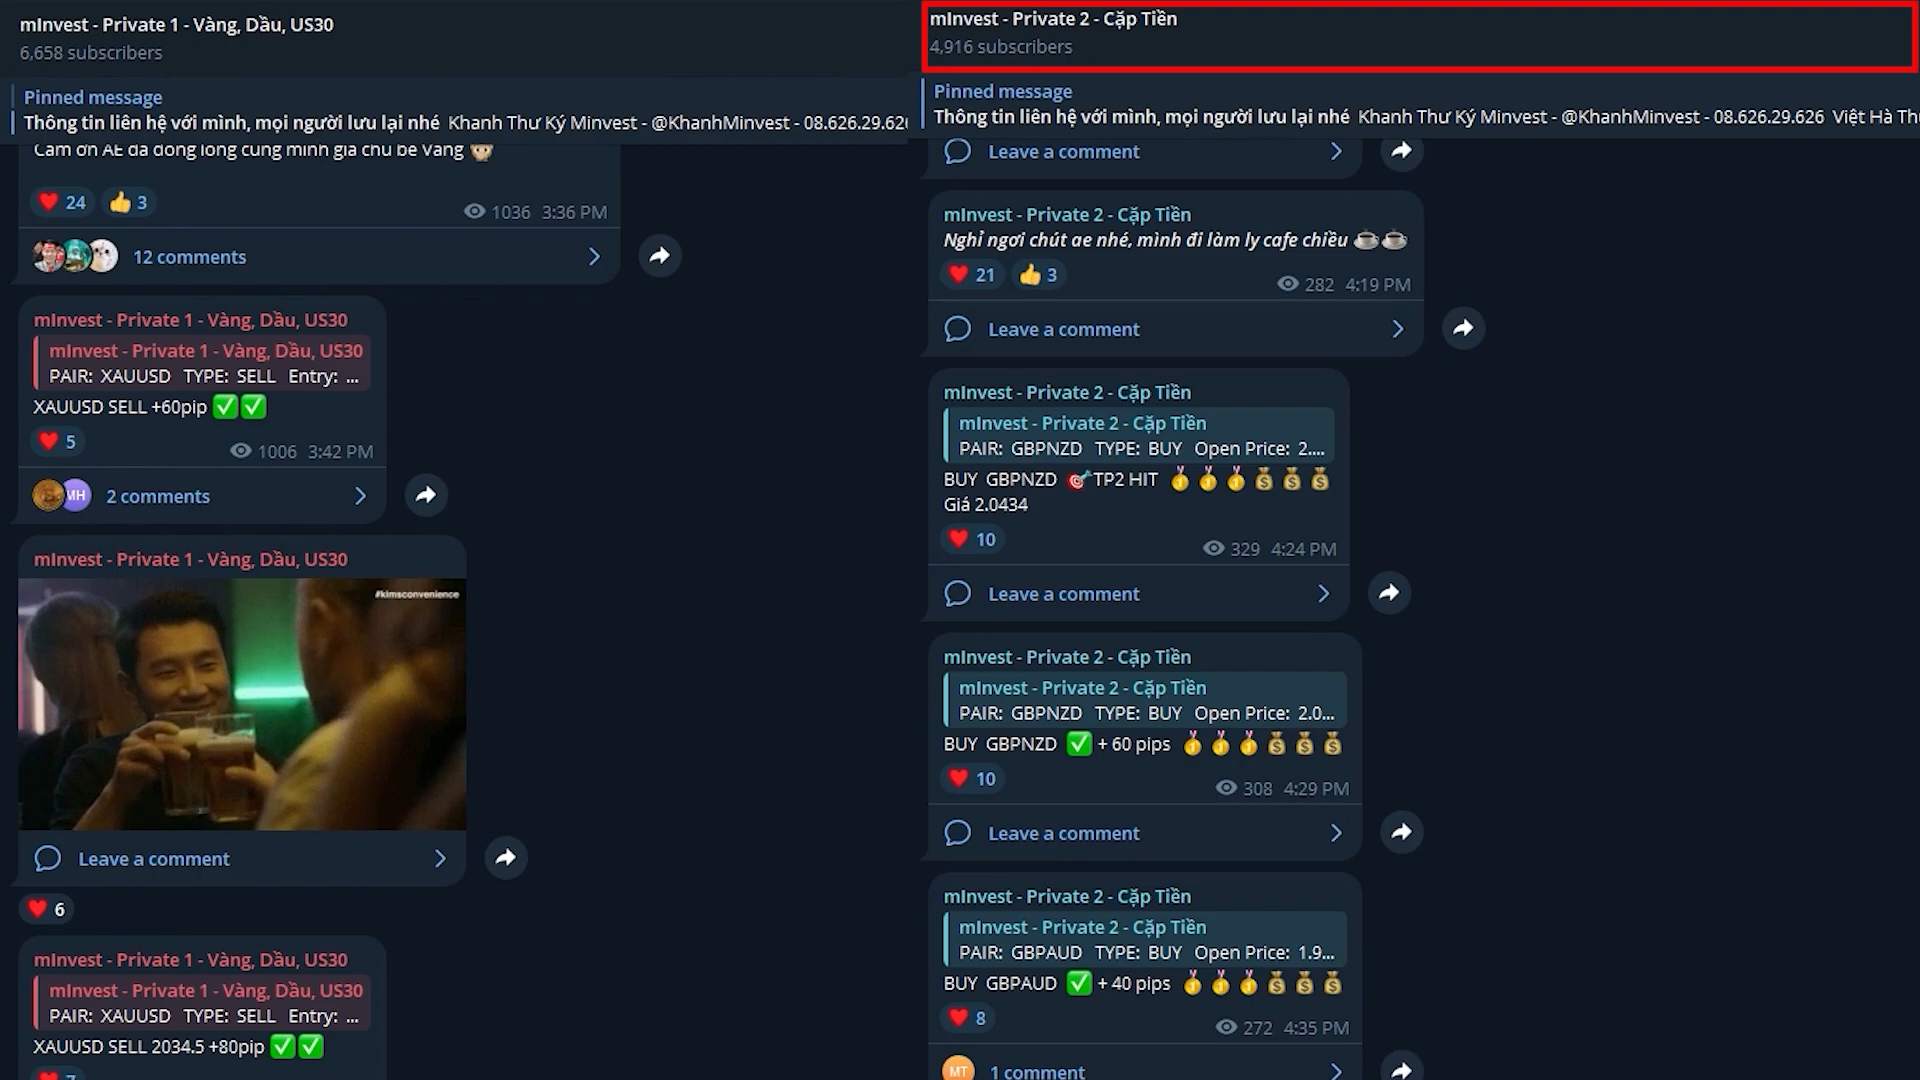 mInvest - Private 1 - Vàng, Dầu, US30
6,658 subscribers
Pinned message
Thông tin liên hệ với mình, mọi người lưu lại nhé Khanh Thư Ký Minvest - @KhanhMinvest - 08.626.29.626
Cảm ơn AE đã đồng lòng cùng mình gia chủ bè Vàng 🐵
❤️ 24 👍 3
1036 3:36 PM
12 comments
mInvest - Private 1 - Vàng, Dầu, US30
mInvest - Private 1 - Vàng, Dầu, US30
PAIR: XAUUSD TYPE: SELL Entry: ...
XAUUSD SELL +60pip ✅✅
❤️ 5
1006 3:42 PM
MH
2 comments
mInvest - Private 1 - Vàng, Dầu, US30
#kimsconvenience
Leave a comment
❤️ 6
mInvest - Private 1 - Vàng, Dầu, US30
mInvest - Private 1 - Vàng, Dầu, US30
PAIR: XAUUSD TYPE: SELL Entry: ...
XAUUSD SELL 2034.5 +80pip ✅✅
❤️ 7
mInvest - Private 2 - Cặp Tiền
4,916 subscribers
Pinned message
Thông tin liên hệ với mình, mọi người lưu lại nhé Khanh Thư Ký Minvest - @KhanhMinvest - 08.626.29.626 Việt Hà Thu
Leave a comment
mInvest - Private 2 - Cặp Tiền
Nghỉ ngơi chút ae nhé, mình đi làm ly cafe chiều ☕☕
❤️ 21 👍 3
282 4:19 PM
Leave a comment
mInvest - Private 2 - Cặp Tiền
mInvest - Private 2 - Cặp Tiền
PAIR: GBPNZD TYPE: BUY Open Price: 2....
BUY GBPNZD 🎯TP2 HIT 🥇🥇🥇💰💰💰
Giá 2.0434
❤️ 10
329 4:24 PM
Leave a comment
mInvest - Private 2 - Cặp Tiền
mInvest - Private 2 - Cặp Tiền
PAIR: GBPNZD TYPE: BUY Open Price: 2.0...
BUY GBPNZD ✅ + 60 pips 🥇🥇🥇💰💰💰
❤️ 10
308 4:29 PM
Leave a comment
mInvest - Private 2 - Cặp Tiền
mInvest - Private 2 - Cặp Tiền
PAIR: GBPAUD TYPE: BUY Open Price: 1.9...
BUY GBPAUD ✅ + 40 pips 🥇🥇🥇💰💰💰
❤️ 8
272 4:35 PM
MT
1 comment